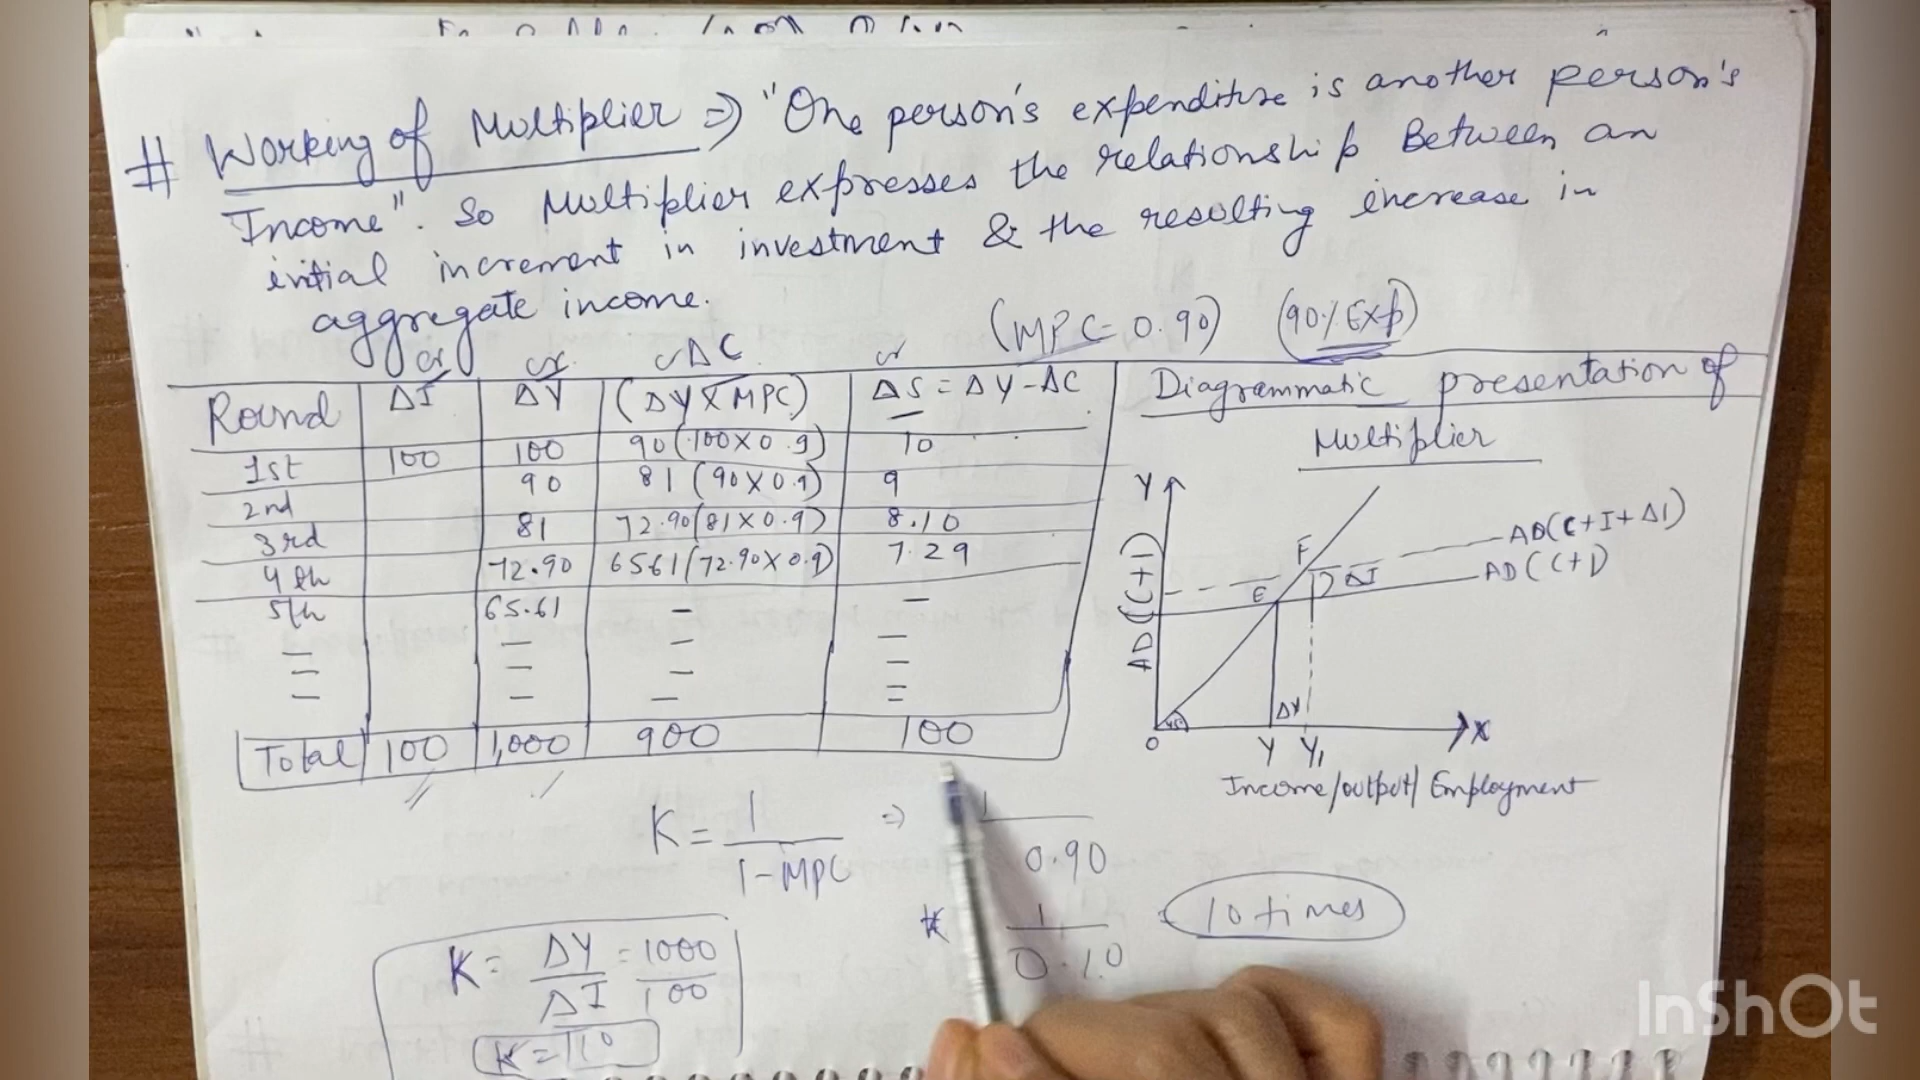 # Working of Multiplier => "One person's expenditure is another person's
Income". So Multiplier expresses the relationship Between an
initial increment in investment & the resulting increase in
aggregate income.
(MPC = 0.90) (90% Exp)
ΔC
Round ΔI ΔY (ΔY X MPC) ΔS = ΔY - ΔC
1st 100 100 90 (100 X 0.9) 10
2nd 90 81 (90 X 0.9) 9
3rd 81 72.90 (81 X 0.9) 8.10
4th 72.90 6561 (72.90 X 0.9) 7.29
5th 65.61 - -
- - - -
- - - -
- - - -
Total 100 1,000 900 100
Diagrammatic presentation of
Multiplier
Y
AD (C+I)
AD (C+I+ΔI)
AD (C+I)
F
E
ΔI
ΔY
45°
O Y Y₁ X
Income/output/Employment
K = 1 / 1-MPC => 1 / 0.90
K 1 / 0.10 = 10 times
K = ΔY / ΔI = 1000 / 100
K = 10
InShOt